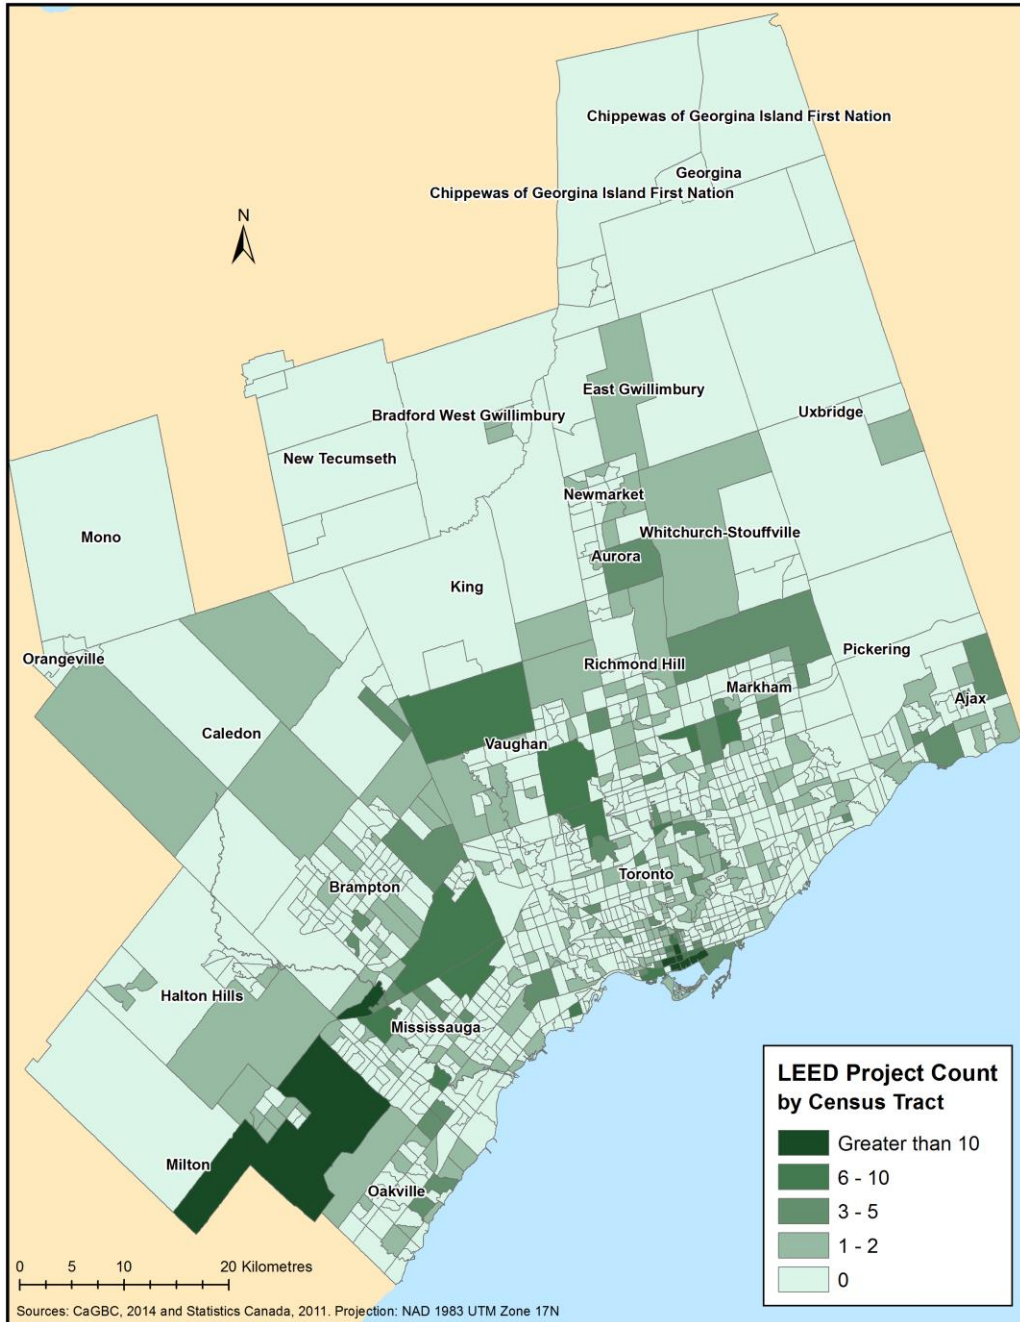 Chippewas of Georgina Island First Nation
Georgina
Chippewas of Georgina Island First Nation
N
East Gwillimbury
Bradford West Gwillimbury
Uxbridge
New Tecumseth
Newmarket
Mono
Whitchurch-Stouffville
Aurora
King
Orangeville
Richmond Hill
Pickering
Markham
Ajax
Caledon
Vaughan
Brampton
Toronto
Halton Hills
Mississauga
Milton
Oakville
LEED Project Count
by Census Tract
Greater than 10
6 - 10
3 - 5
1 - 2
0
0 5 10 20 Kilometres
Sources: CaGBC, 2014 and Statistics Canada, 2011. Projection: NAD 1983 UTM Zone 17N